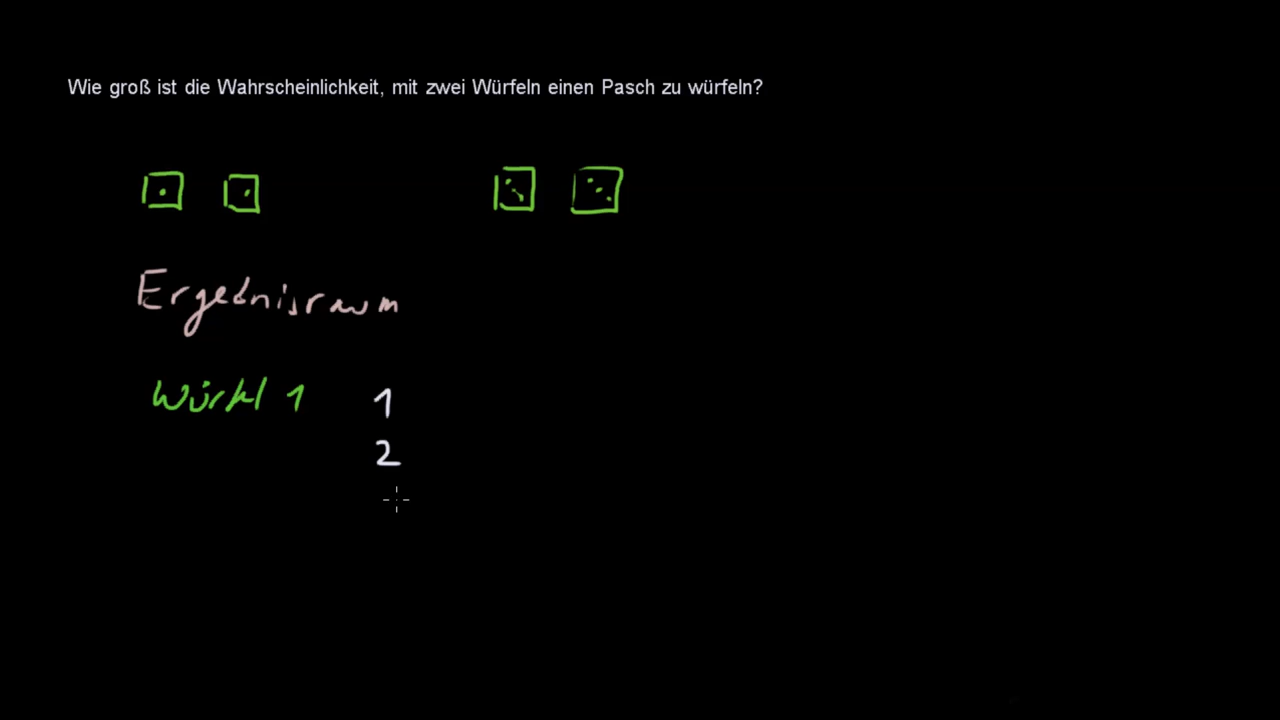 Wie groß ist die Wahrscheinlichkeit, mit zwei Würfeln einen Pasch zu würfeln?
Ergebnisraum
Würfel 1 1
2